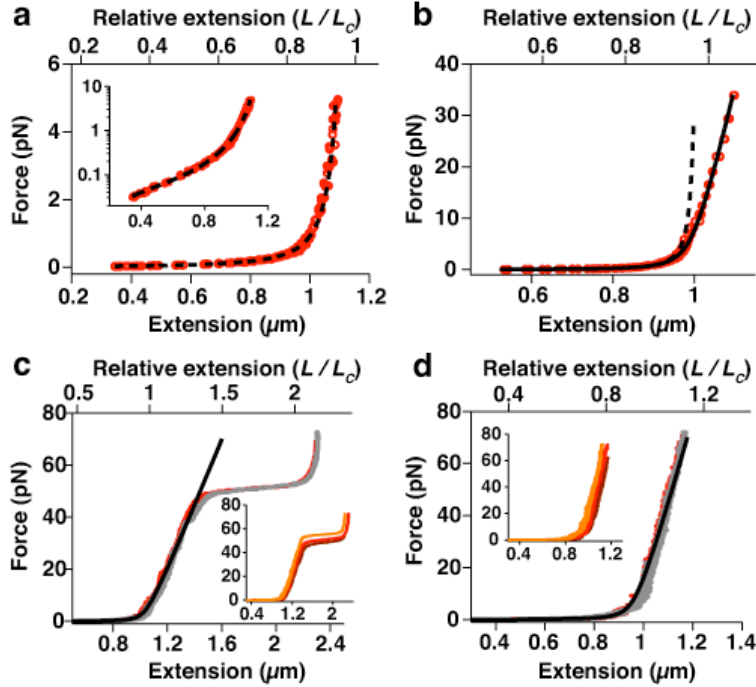 a
Relative extension (L / Lc)
0.2 0.4 0.6 0.8 1
Force (pN)
6
4
2
0
10
1
0.1
0.4 0.8 1.2
0.2 0.4 0.6 0.8 1 1.2
Extension (µm)
b
Relative extension (L / Lc)
0.6 0.8 1
Force (pN)
40
30
20
10
0
0.6 0.8 1
Extension (µm)
c
Relative extension (L / Lc)
0.5 1 1.5 2
Force (pN)
80
60
40
20
0
80
60
40
20
0
0.4 1.2 2
0.8 1.2 1.6 2 2.4
Extension (µm)
d
Relative extension (L / Lc)
0.4 0.6 0.8 1 1.2
Force (pN)
80
60
40
20
0
80
60
40
20
0
0.4 0.8 1.2
0.4 0.6 0.8 1 1.2 1.4
Extension (µm)